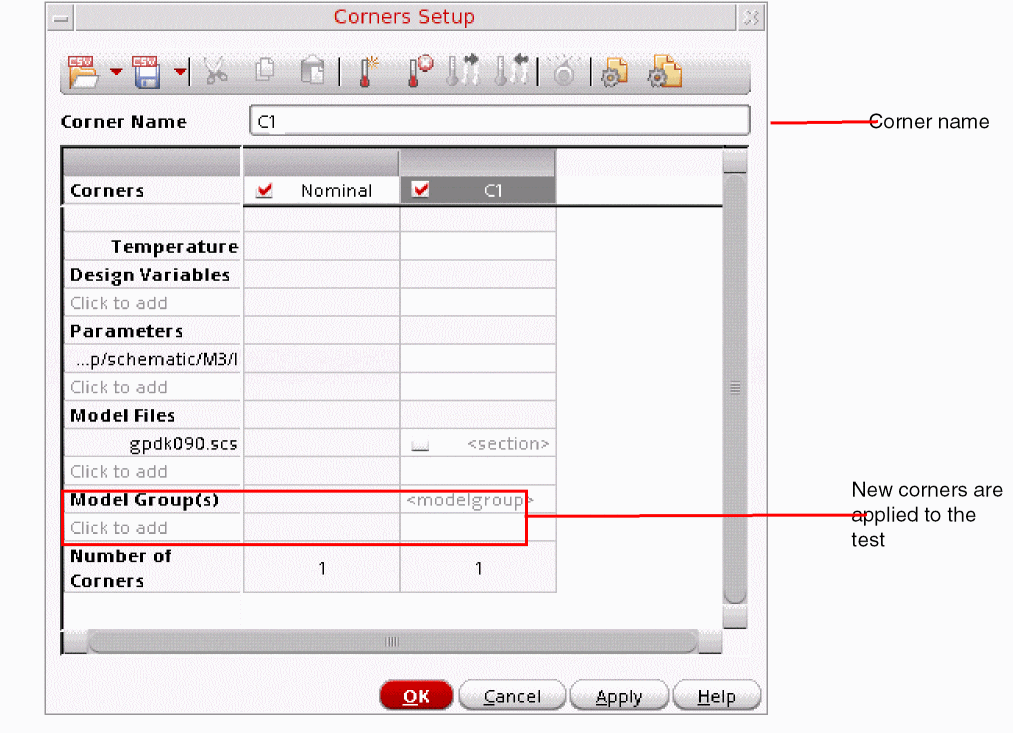 Corners Setup
CSV CSV
Corner Name C1
Corner name
Corners Nominal C1
Temperature
Design Variables
Click to add
Parameters
...p/schematic/M3/l
Click to add
Model Files
gpdk090.scs <section>
Click to add
Model Group(s) <modelgroup>
Click to add
New corners are
applied to the
test
Number of
Corners
1 1
OK Cancel Apply Help